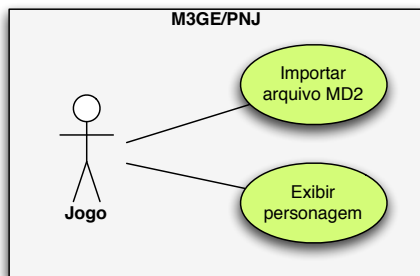 M3GE/PNJ
Importar
arquivo MD2
Jogo
Exibir
personagem